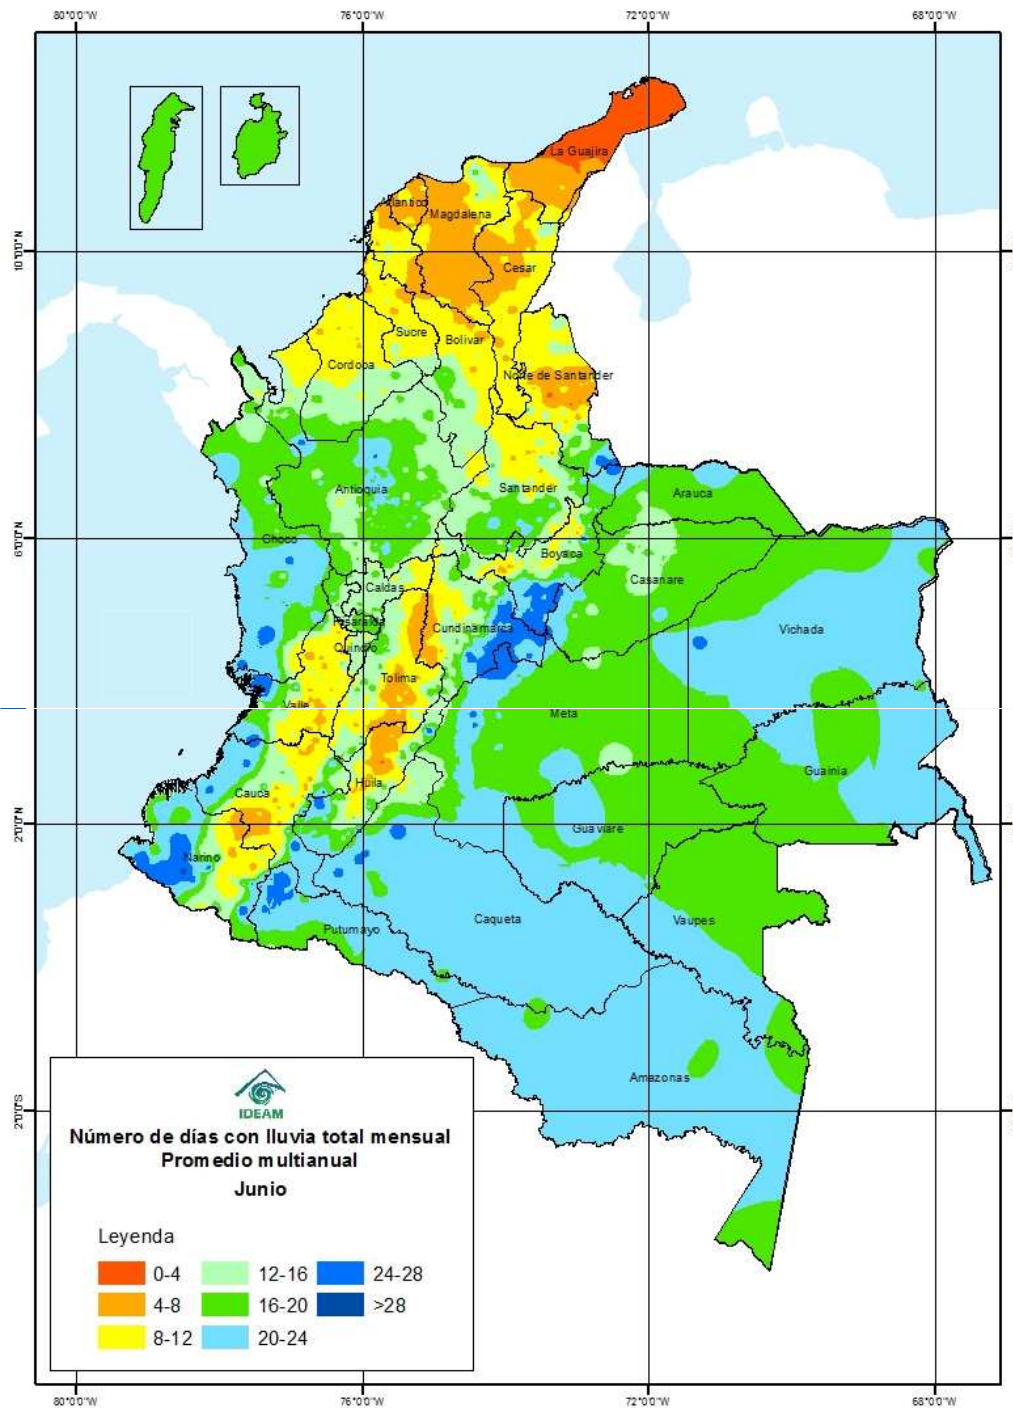 80°0'0"W 76°0'0"W 72°0'0"W 68°0'0"W
La Guajira
Atlantico
Magdalena
10°0'0"N
Cesar
Sucre
Bolivar
Cordoba
Norte de Santander
Antioquia
Santander
Arauca
6°0'0"N
Choco
Boyaca
Caldas
Casanare
Risaralda
Cundinamarca
Vichada
Quindio
Tolima
Valle
Meta
Guainia
Huila
Cauca
2°0'0"N
Guaviare
Narino
Caqueta
Vaupes
Putumayo
Amazonas
2°0'0"S
IDEAM
Número de días con lluvia total mensual
Promedio multianual
Junio
Leyenda
0-4 12-16 24-28
4-8 16-20 >28
8-12 20-24
80°0'0"W 76°0'0"W 72°0'0"W 68°0'0"W